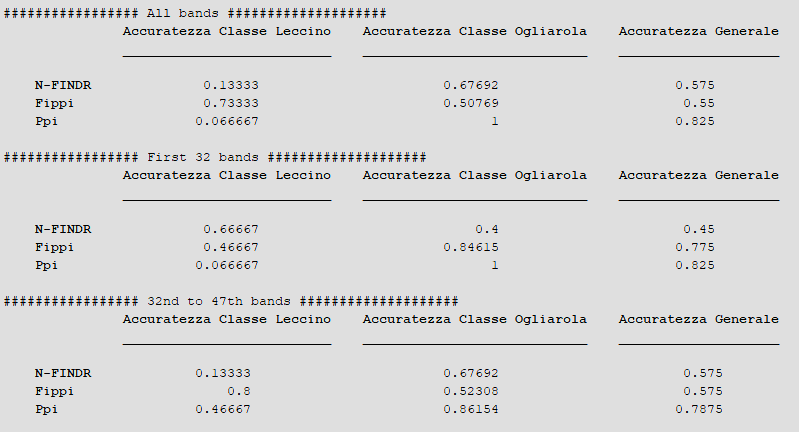 ################# All bands ####################
Accuratezza Classe Leccino Accuratezza Classe Ogliarola Accuratezza Generale
N-FINDR 0.13333 0.67692 0.575
Fippi 0.73333 0.50769 0.55
Ppi 0.066667 1 0.825
################# First 32 bands ####################
Accuratezza Classe Leccino Accuratezza Classe Ogliarola Accuratezza Generale
N-FINDR 0.66667 0.4 0.45
Fippi 0.46667 0.84615 0.775
Ppi 0.066667 1 0.825
################# 32nd to 47th bands ####################
Accuratezza Classe Leccino Accuratezza Classe Ogliarola Accuratezza Generale
N-FINDR 0.13333 0.67692 0.575
Fippi 0.8 0.52308 0.575
Ppi 0.46667 0.86154 0.7875